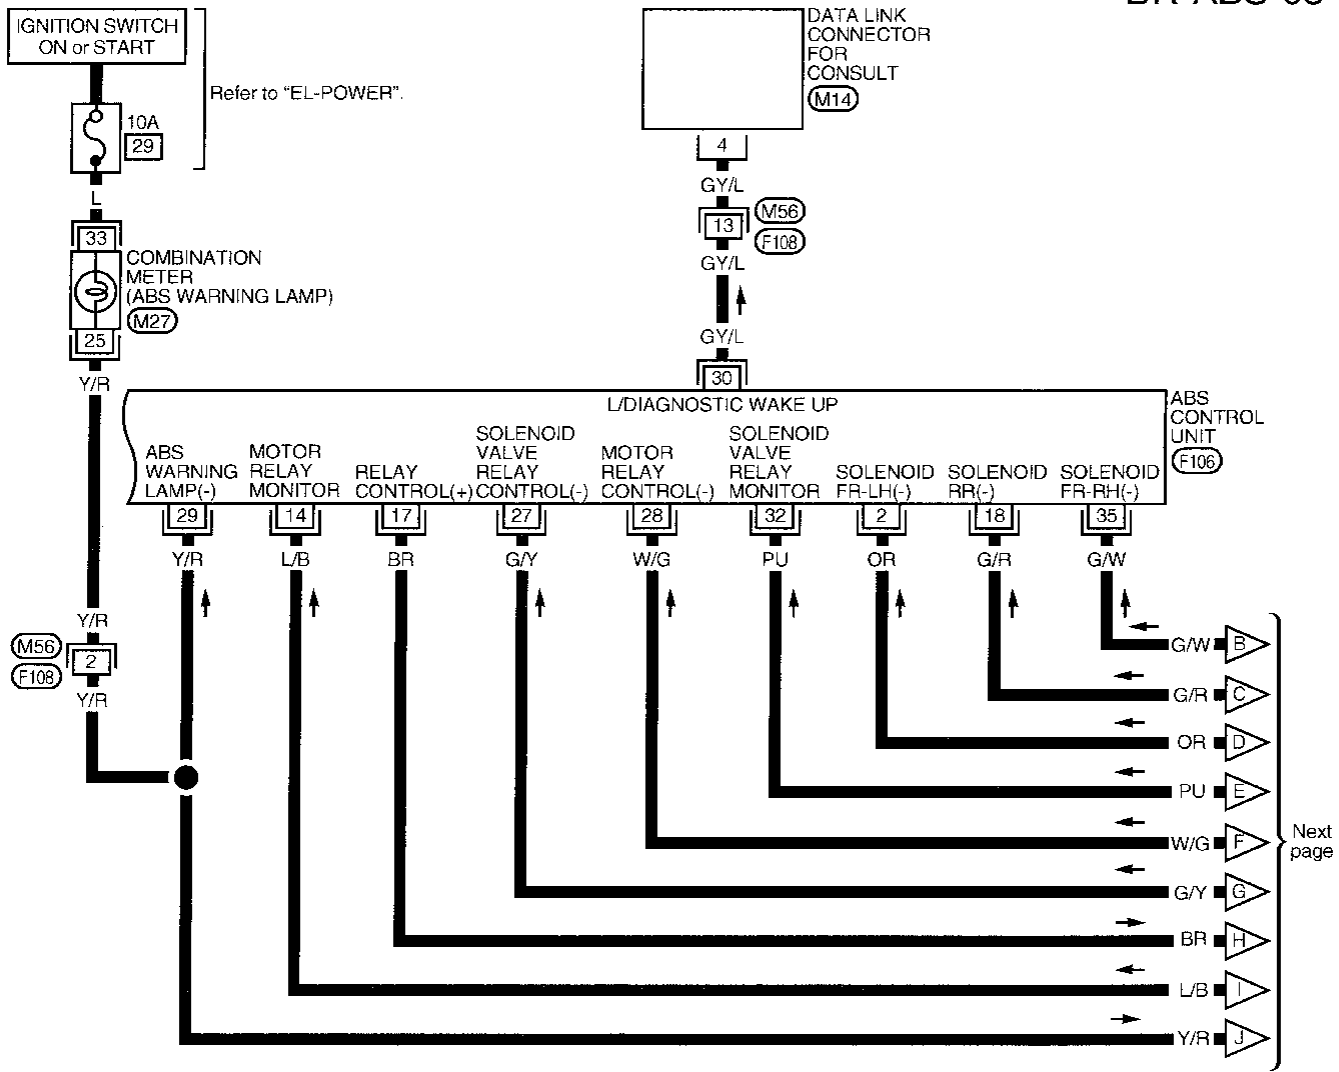 IGNITION SWITCH
ON or START
Refer to "EL-POWER".
10A
29
L
33
COMBINATION
METER
(ABS WARNING LAMP)
M27
25
Y/R
DATA LINK
CONNECTOR
FOR
CONSULT
M14
4
GY/L
13
M56
F108
GY/L
GY/L
30
L/DIAGNOSTIC WAKE UP
ABS
CONTROL
UNIT
F106
ABS
WARNING
LAMP(-)
MOTOR
RELAY
MONITOR
RELAY
CONTROL(+)
SOLENOID
VALVE
RELAY
CONTROL(-)
MOTOR
RELAY
CONTROL(-)
SOLENOID
VALVE
RELAY
MONITOR
SOLENOID
FR-LH(-)
SOLENOID
RR(-)
SOLENOID
FR-RH(-)
29 14 17 27 28 32 2 18 35
Y/R L/B BR G/Y W/G PU OR G/R G/W
Y/R
M56
F108
2
Y/R
G/W B
G/R C
OR D
PU E
W/G F
G/Y G
BR H
L/B I
Y/R J
Next
page